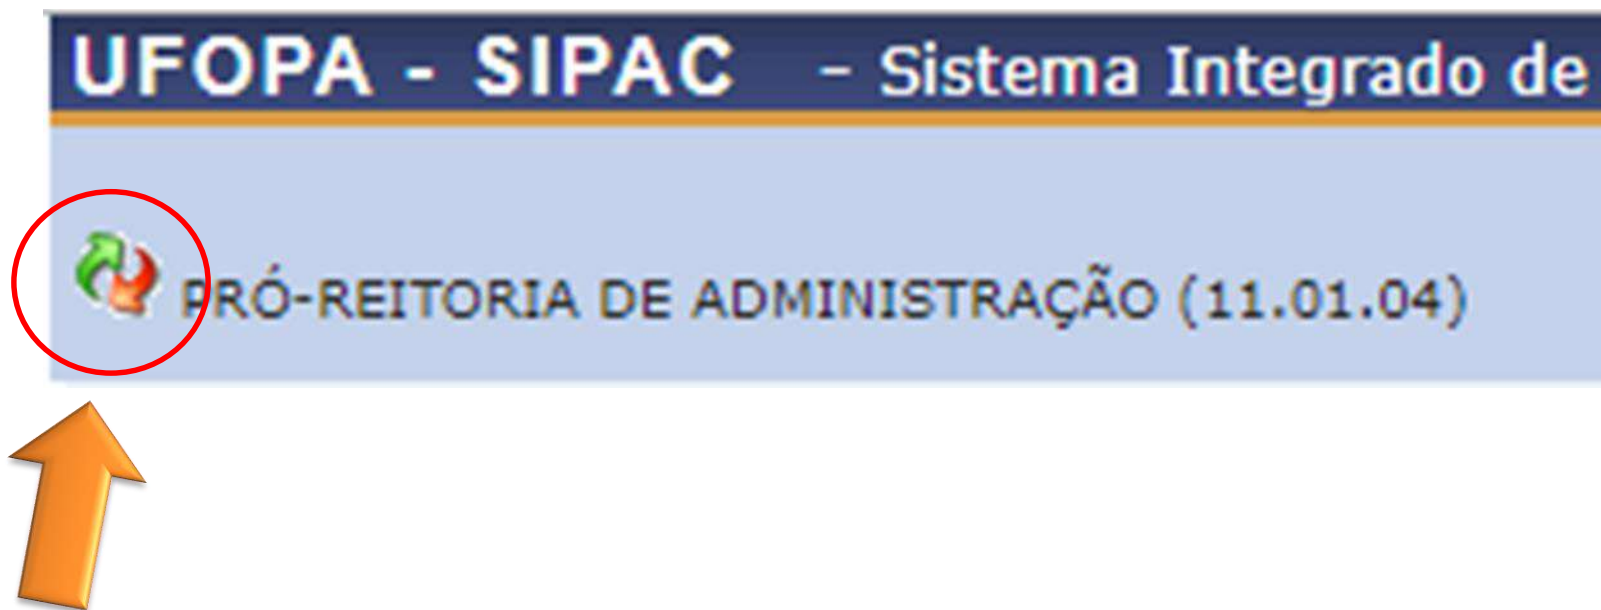 UFOPA - SIPAC - Sistema Integrado de
PRÓ-REITORIA DE ADMINISTRAÇÃO (11.01.04)